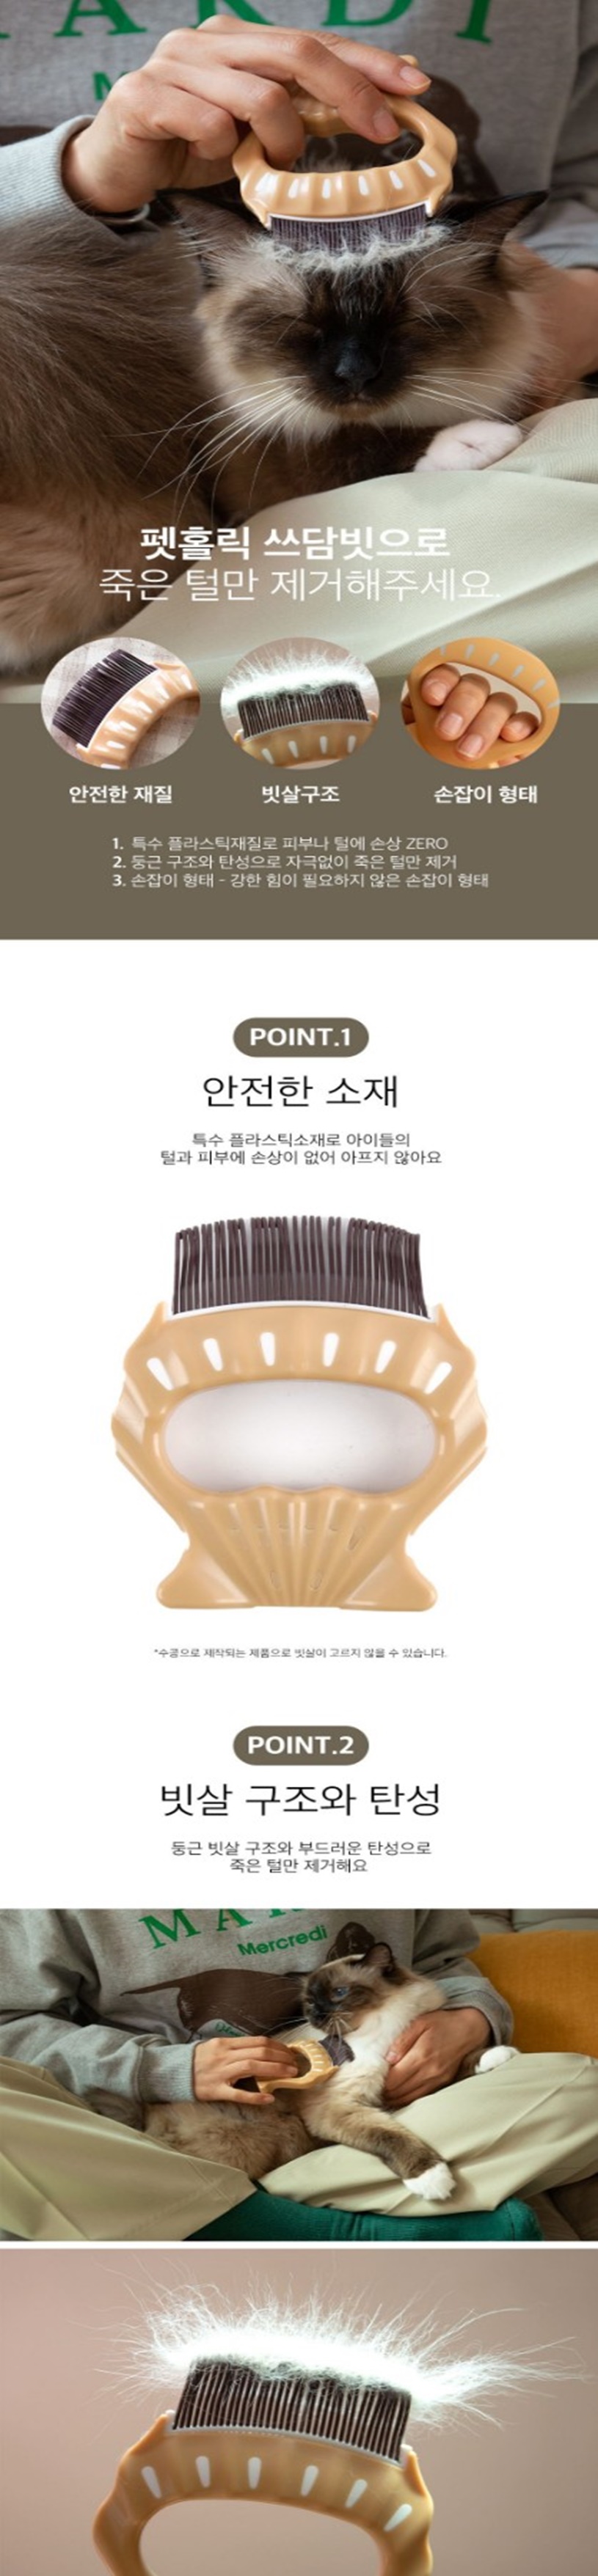 펫홀릭 쓰담빗으로
죽은 털만 제거해주세요.
안전한 재질
빗살구조
손잡이 형태
1. 특수 플라스틱재질로 피부나 털에 손상 ZERO
2. 둥근 구조와 탄성으로 자극없이 죽은 털만 제거
3. 손잡이 형태 - 강한 힘이 필요하지 않은 손잡이 형태
POINT.1
안전한 소재
특수 플라스틱소재로 아이들의
털과 피부에 손상이 없어 아프지 않아요
*수공으로 제작되는 제품으로 빗살이 고르지 않을 수 있습니다.
POINT.2
빗살 구조와 탄성
둥근 빗살 구조와 부드러운 탄성으로
죽은 털만 제거해요
Mercredi